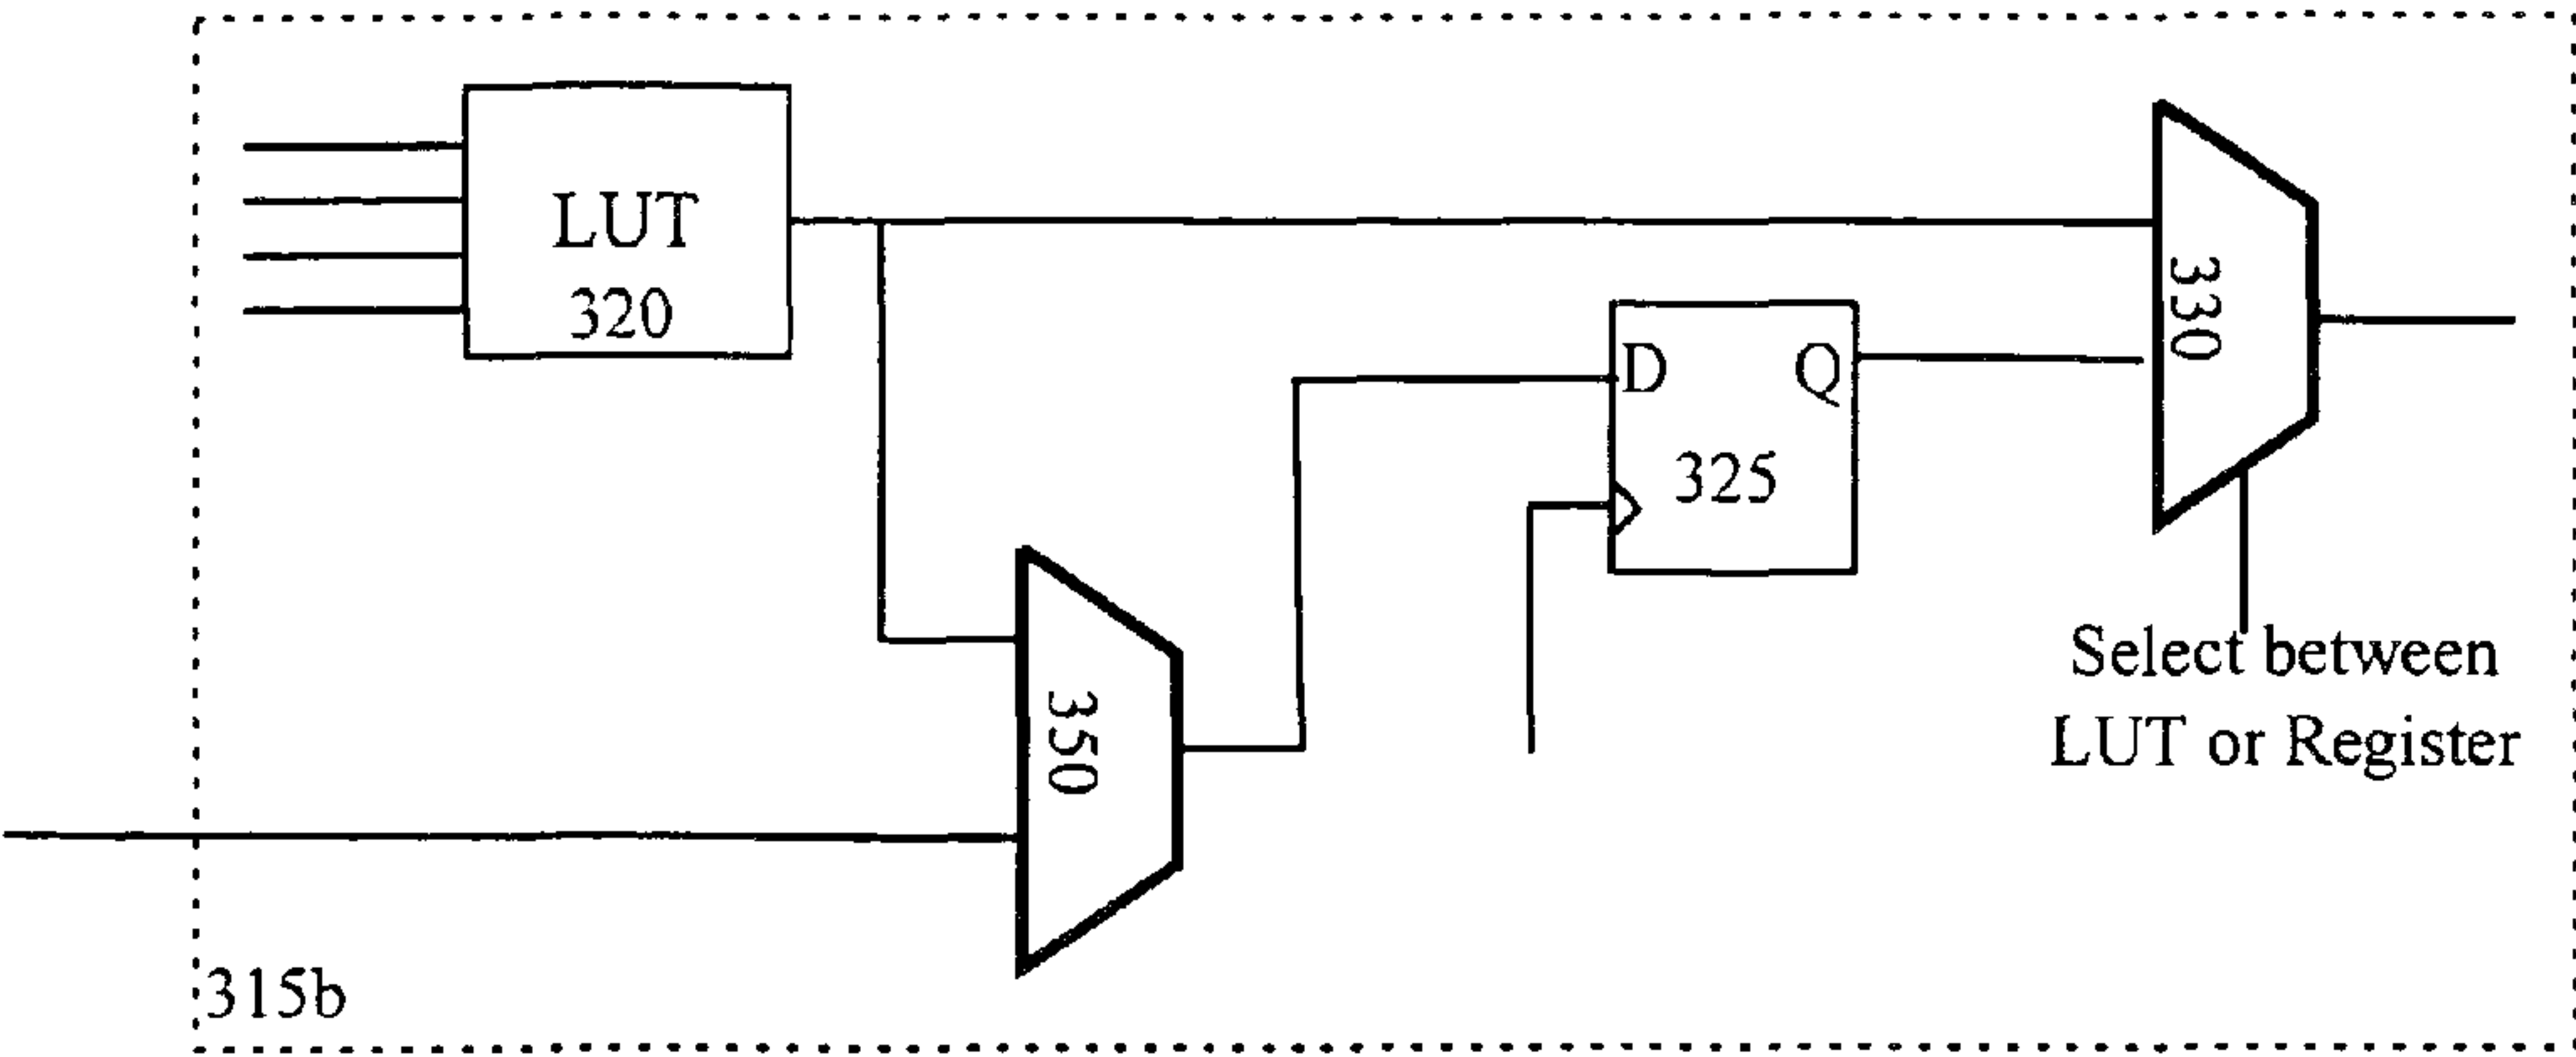 LUT
320
330
D
Q
325
350
Select between
LUT or Register
315b